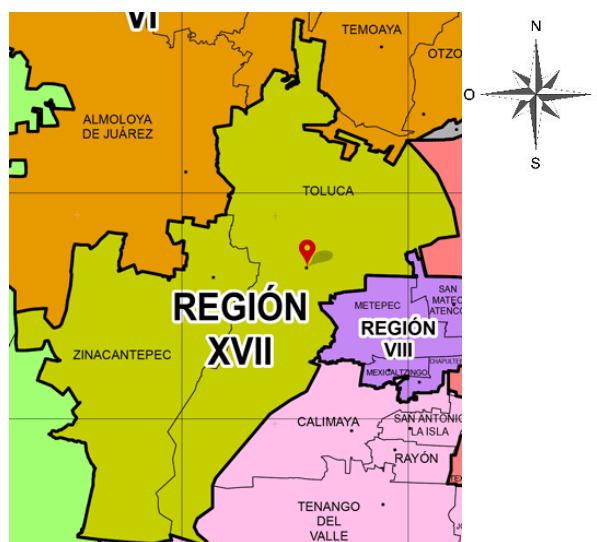 VI
TEMOAYA
OTZO
ALMOLOYA
DE JUÁREZ
TOLUCA
N
O
S
REGIÓN
XVII
ZINACANTEPEC
METEPEC
SAN
MATEO
ATENCO
REGIÓN
VIII
CHAPULTEP
MEXICALTZINGO
CALIMAYA
SAN ANTONIO
LA ISLA
RAYÓN
TENANGO
DEL
VALLE